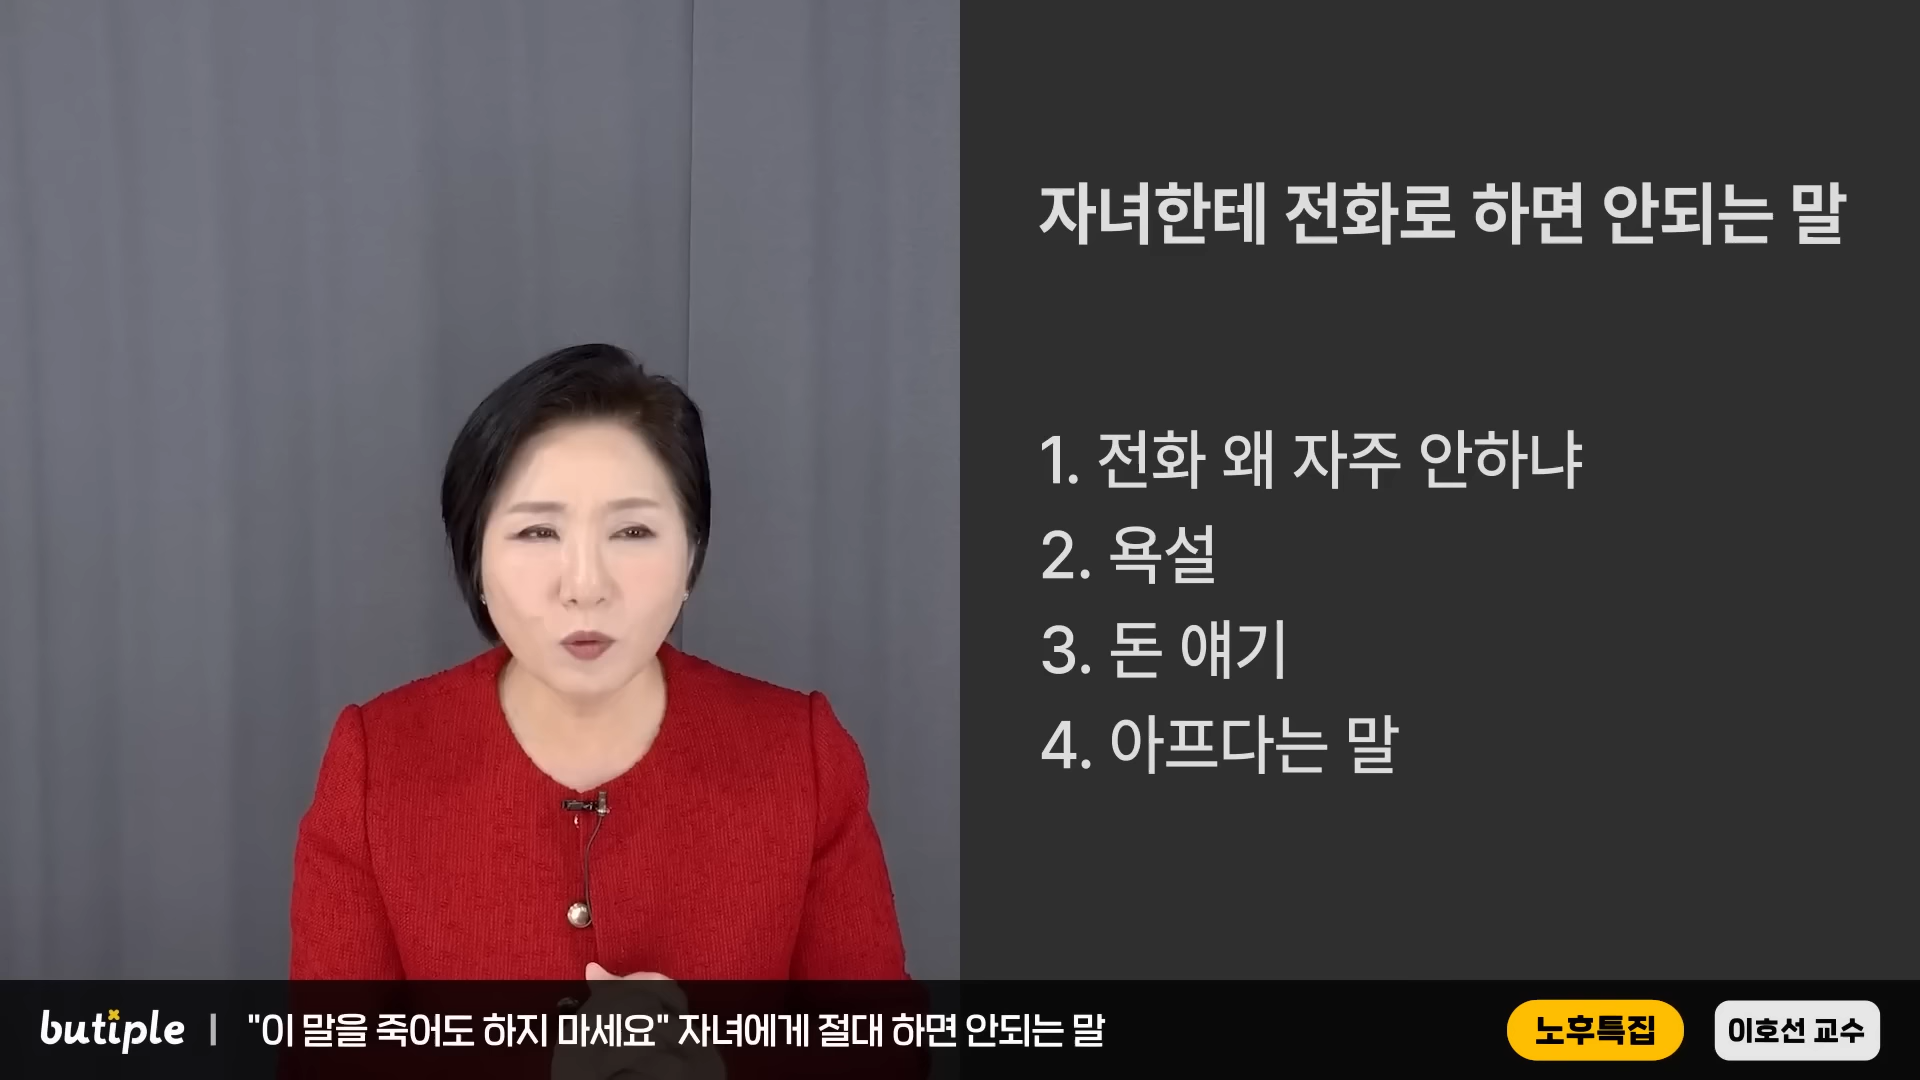 자녀한테 전화로 하면 안되는 말
1. 전화 왜 자주 안하냐
2. 욕설
3. 돈 얘기
4. 아프다는 말
butiple | "이 말을 죽어도 하지 마세요" 자녀에게 절대 하면 안되는 말
노후특집
이호선 교수